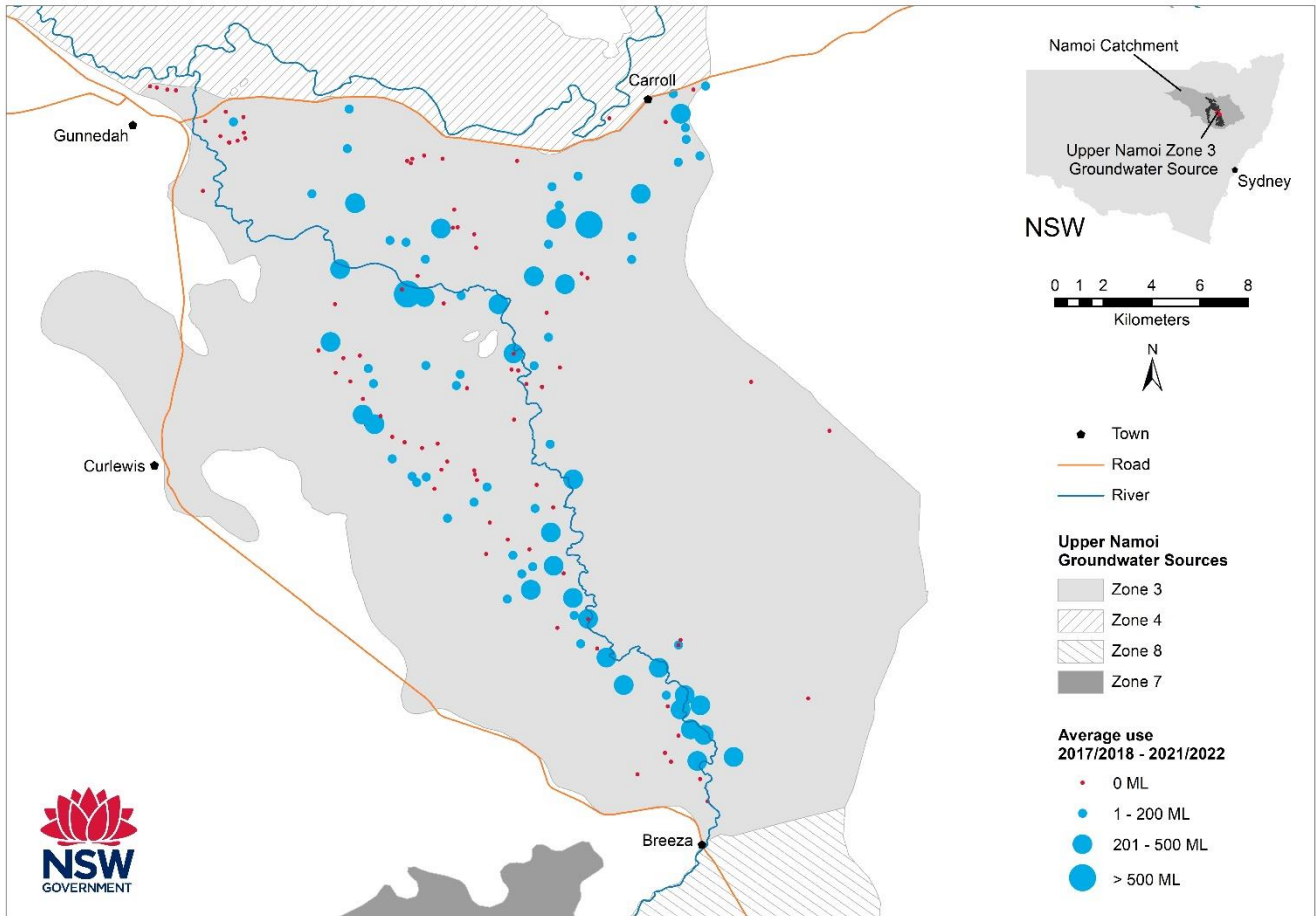 Carroll
Gunnedah
Curlewis
Breeza
NSW
GOVERNMENT
Namoi Catchment
Upper Namoi Zone 3
Groundwater Source
Sydney
NSW
0 1 2 4 6 8
Kilometers
N
Town
Road
River
Upper Namoi
Groundwater Sources
Zone 3
Zone 4
Zone 8
Zone 7
Average use
2017/2018 - 2021/2022
0 ML
1 - 200 ML
201 - 500 ML
> 500 ML